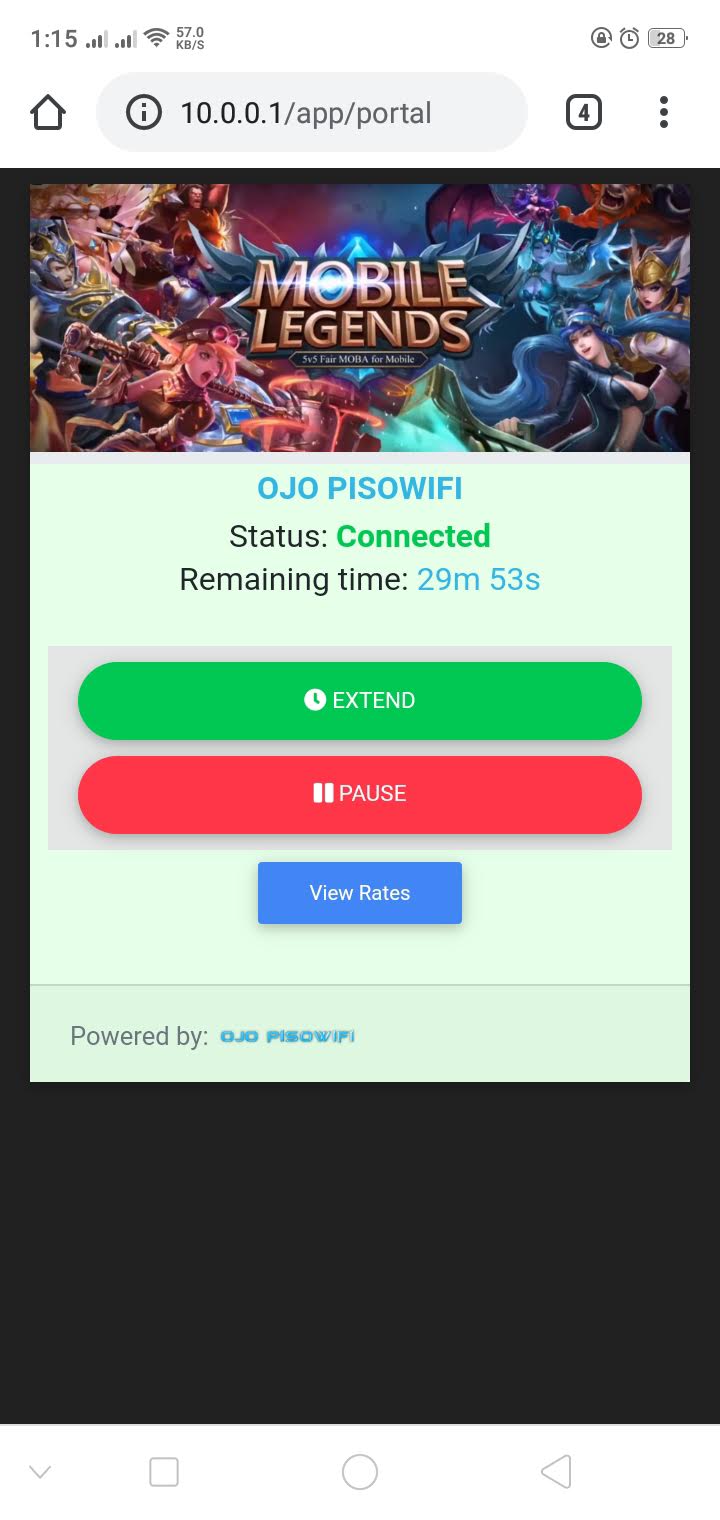 1:15 57.0 KB/S 28
10.0.0.1/app/portal 4
MOBILE
LEGENDS
5v5 Fair MOBA for Mobile
OJO PISOWIFI
Status: Connected
Remaining time: 29m 53s
EXTEND
PAUSE
View Rates
Powered by: OJO PISOWIFI